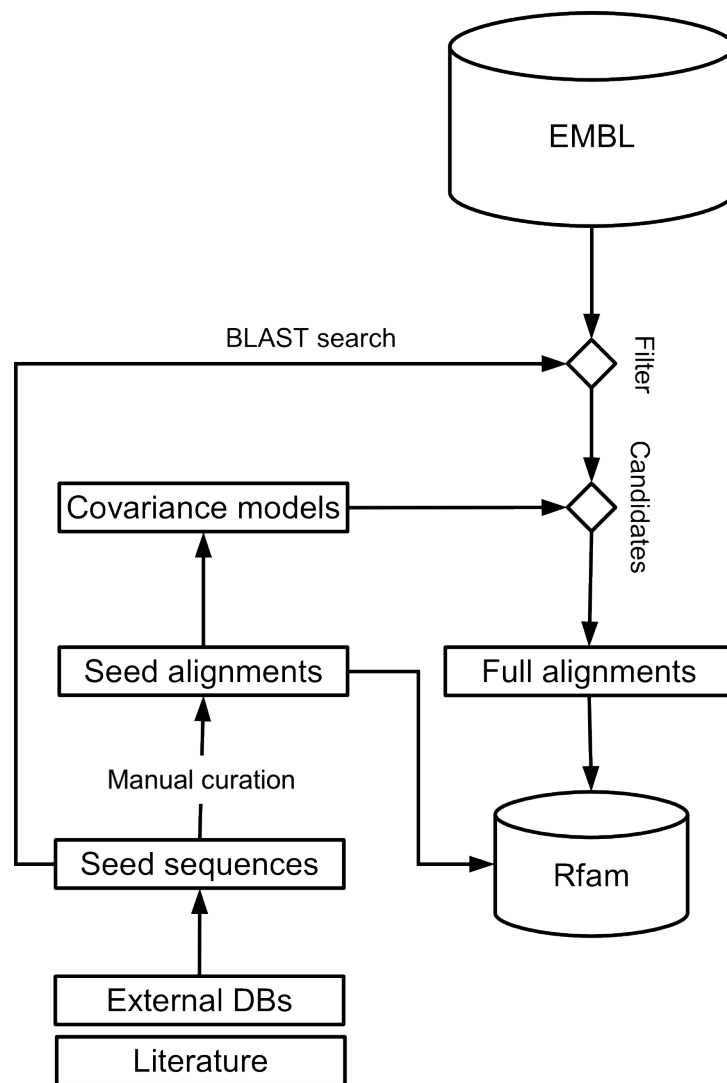 EMBL
BLAST search
Filter
Candidates
Covariance models
Seed alignments
Full alignments
Manual curation
Seed sequences
Rfam
External DBs
Literature